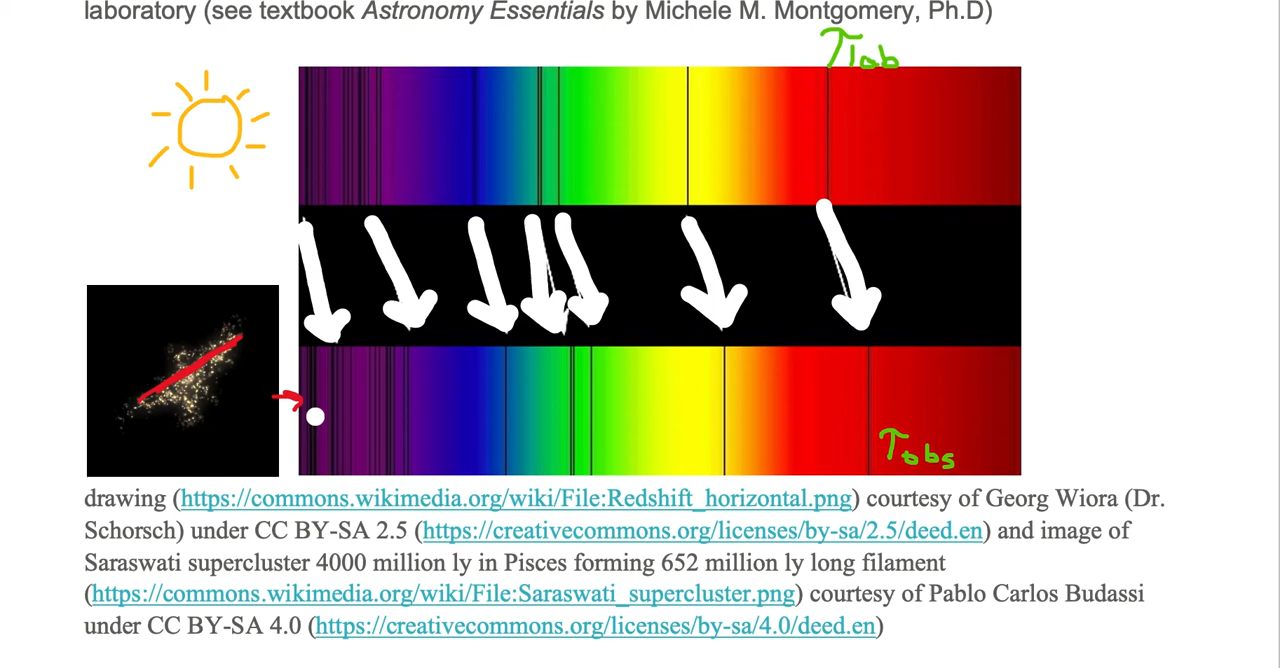 laboratory (see textbook Astronomy Essentials by Michele M. Montgomery, Ph.D)
λlab
λobs
drawing (https://commons.wikimedia.org/wiki/File:Redshift_horizontal.png) courtesy of Georg Wiora (Dr.
Schorsch) under CC BY-SA 2.5 (https://creativecommons.org/licenses/by-sa/2.5/deed.en) and image of
Saraswati supercluster 4000 million ly in Pisces forming 652 million ly long filament
(https://commons.wikimedia.org/wiki/File:Saraswati_supercluster.png) courtesy of Pablo Carlos Budassi
under CC BY-SA 4.0 (https://creativecommons.org/licenses/by-sa/4.0/deed.en)